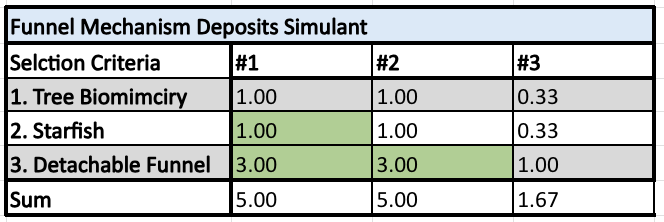 Funnel Mechanism Deposits Simulant
Selction Criteria #1 #2 #3
1. Tree Biomimciry 1.00 1.00 0.33
2. Starfish 1.00 1.00 0.33
3. Detachable Funnel 3.00 3.00 1.00
Sum 5.00 5.00 1.67